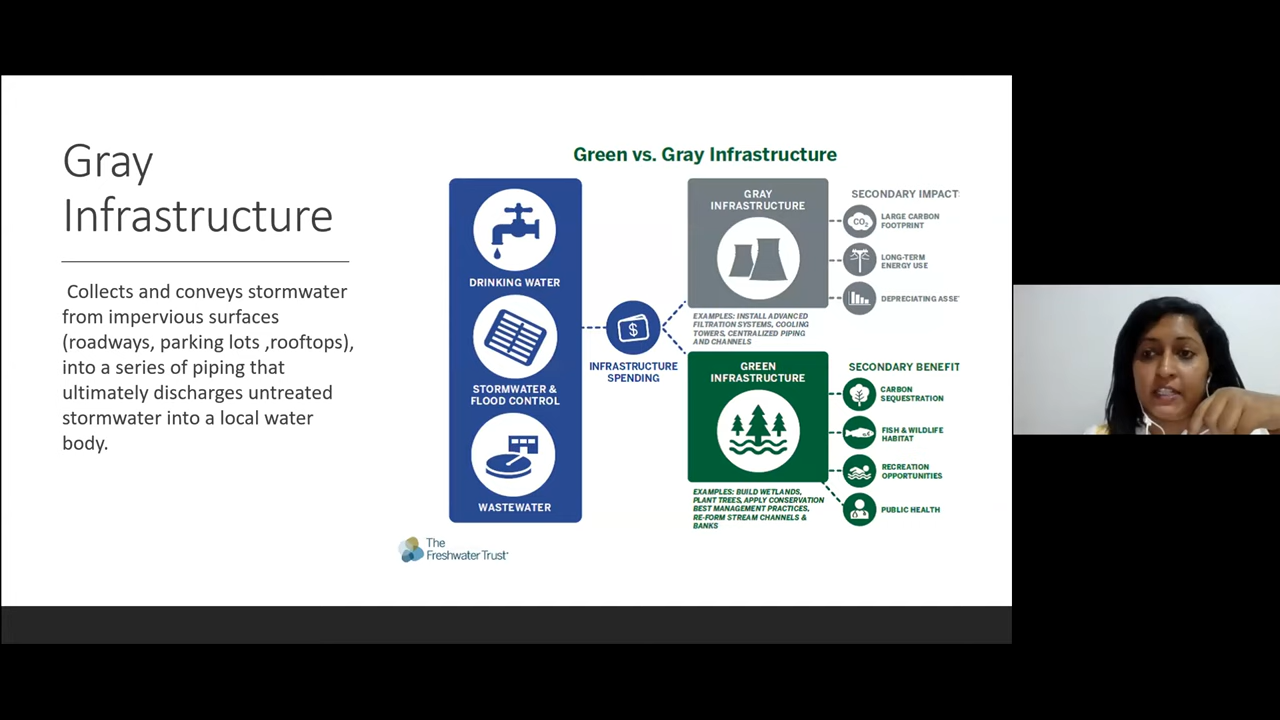 Gray
Infrastructure
Collects and conveys stormwater
from impervious surfaces
(roadways, parking lots ,rooftops),
into a series of piping that
ultimately discharges untreated
stormwater into a local water
body.
Green vs. Gray Infrastructure
DRINKING WATER
STORMWATER &
FLOOD CONTROL
WASTEWATER
$
INFRASTRUCTURE
SPENDING
GRAY
INFRASTRUCTURE
EXAMPLES: INSTALL ADVANCED
FILTRATION SYSTEMS, COOLING
TOWERS, CENTRALIZED PIPING
AND CHANNELS
SECONDARY IMPACT
CO2
LARGE CARBON
FOOTPRINT
LONG-TERM
ENERGY USE
DEPRECIATING ASSE
GREEN
INFRASTRUCTURE
EXAMPLES: BUILD WETLANDS,
PLANT TREES, APPLY CONSERVATION
BEST MANAGEMENT PRACTICES,
RE-FORM STREAM CHANNELS &
BANKS
SECONDARY BENEFIT
CARBON
SEQUESTRATION
FISH & WILDLIFE
HABITAT
RECREATION
OPPORTUNITIES
PUBLIC HEALTH
The
Freshwater Trust